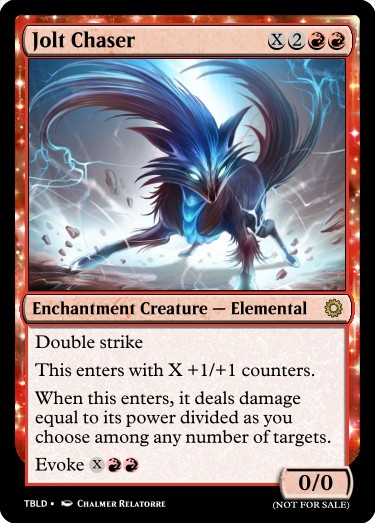 Jolt Chaser X2RR
Enchantment Creature — Elemental
Double strike
This enters with X +1/+1 counters.
When this enters, it deals damage
equal to its power divided as you
choose among any number of targets.
Evoke XRR
0/0
TBLD • Chalmer Relatorre
(NOT FOR SALE)